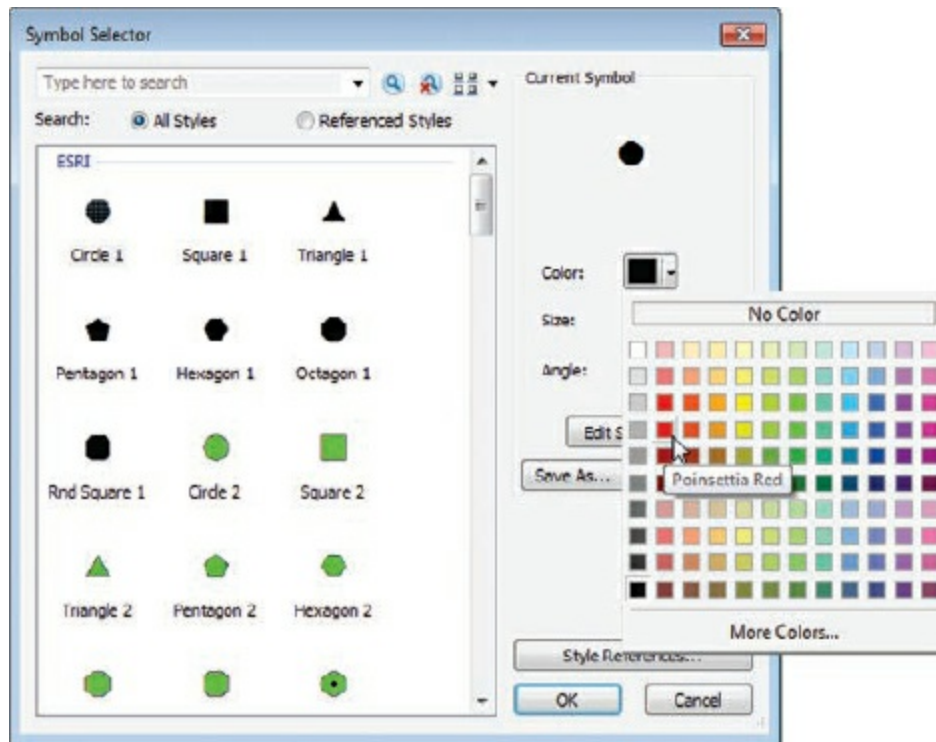 Symbol Selector
Type here to search
Search: All Styles Referenced Styles
ESRI
Circle 1 Square 1 Triangle 1
Pentagon 1 Hexagon 1 Octagon 1
Rnd Square 1 Circle 2 Square 2
Triangle 2 Pentagon 2 Hexagon 2
Current Symbol
Color:
Size:
Angle:
Edit S
Save As...
No Color
Poinsettia Red
More Colors...
Style References...
OK Cancel